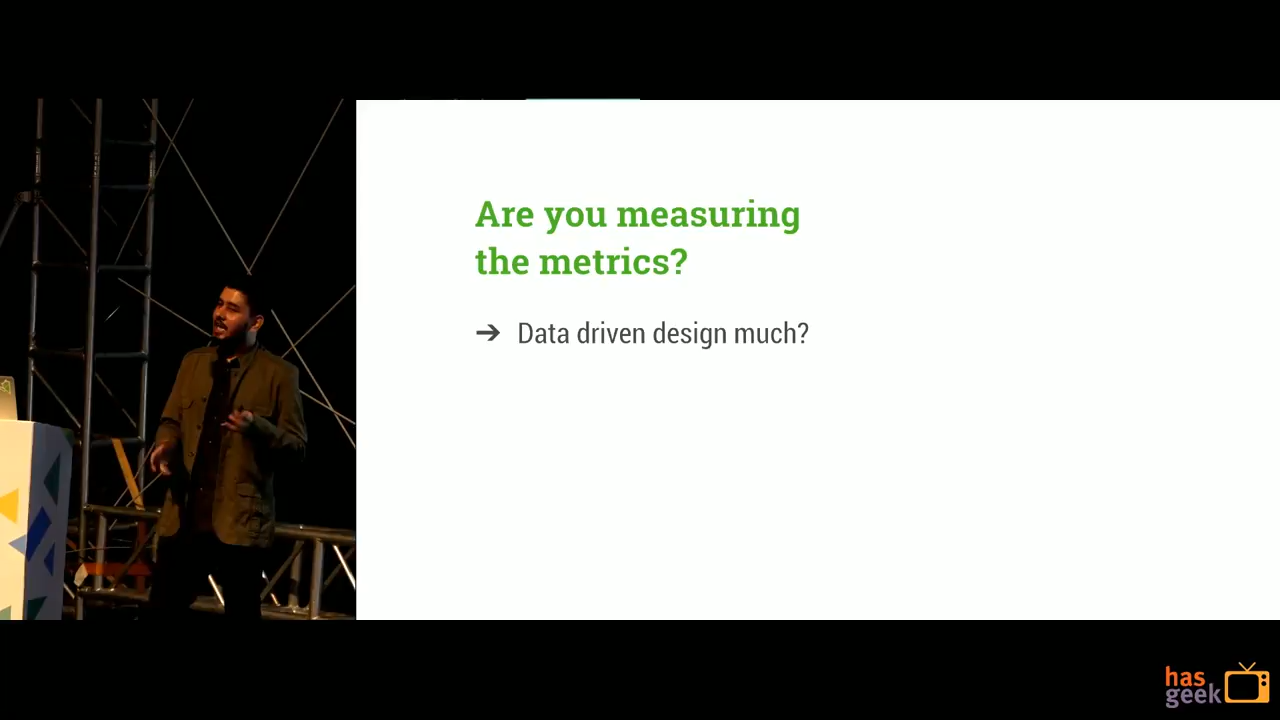 Are you measuring
the metrics?
➔ Data driven design much?
has
geek